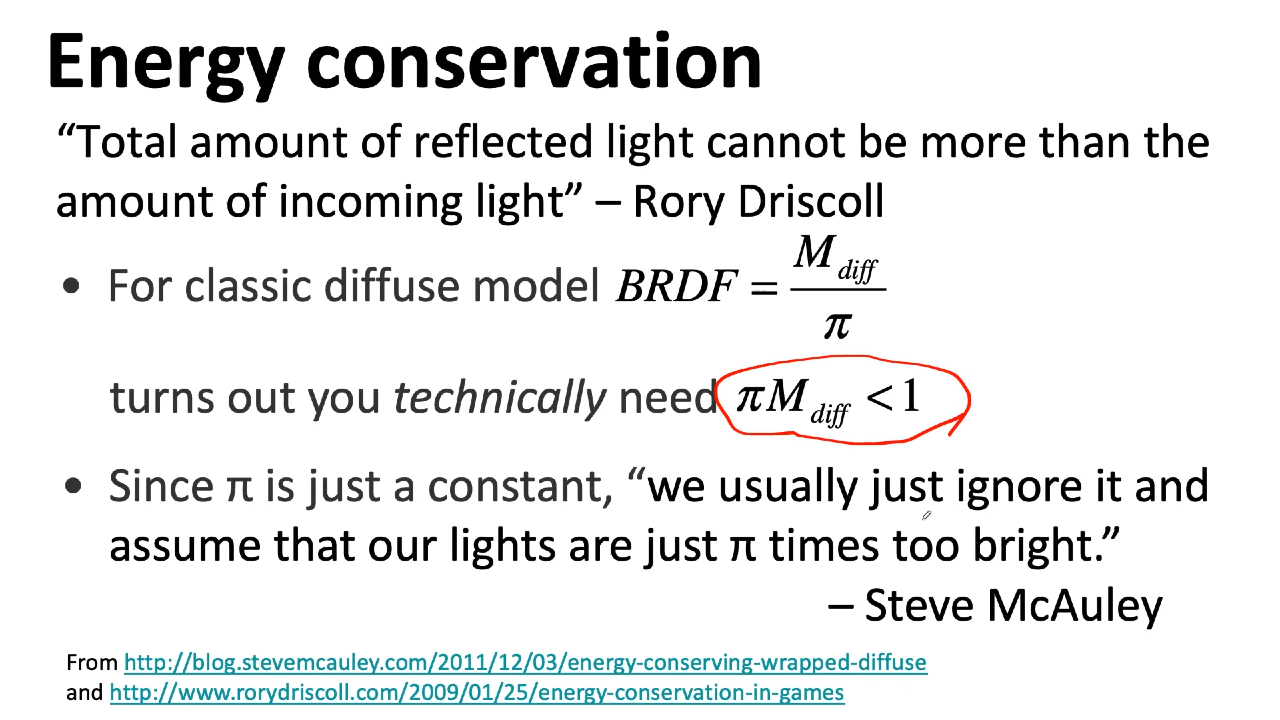 Energy conservation
“Total amount of reflected light cannot be more than the
amount of incoming light” – Rory Driscoll
• For classic diffuse model BRDF = M_diff / π
turns out you technically need πM_diff < 1
• Since π is just a constant, “we usually just ignore it and
assume that our lights are just π times too bright.”
– Steve McAuley
From http://blog.stevemcauley.com/2011/12/03/energy-conserving-wrapped-diffuse
and http://www.rorydriscoll.com/2009/01/25/energy-conservation-in-games